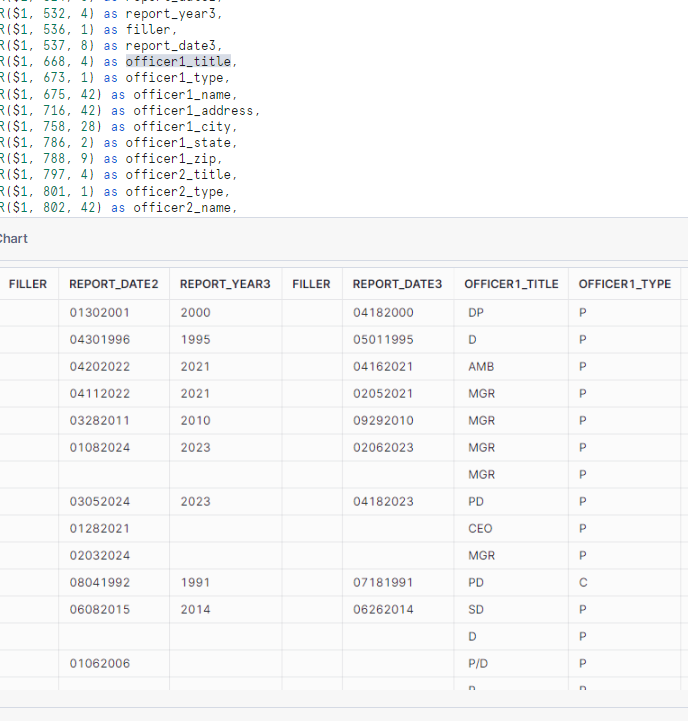 R($1, 532, 4) as report_year3,
R($1, 536, 1) as filler,
R($1, 537, 8) as report_date3,
R($1, 668, 4) as officer1_title,
R($1, 673, 1) as officer1_type,
R($1, 675, 42) as officer1_name,
R($1, 716, 42) as officer1_address,
R($1, 758, 28) as officer1_city,
R($1, 786, 2) as officer1_state,
R($1, 788, 9) as officer1_zip,
R($1, 797, 4) as officer2_title,
R($1, 801, 1) as officer2_type,
R($1, 802, 42) as officer2_name,
Chart
FILLER REPORT_DATE2 REPORT_YEAR3 FILLER REPORT_DATE3 OFFICER1_TITLE OFFICER1_TYPE
01302001 2000 04182000 DP P
04301996 1995 05011995 D P
04202022 2021 04162021 AMB P
04112022 2021 02052021 MGR P
03282011 2010 09292010 MGR P
01082024 2023 02062023 MGR P
MGR P
03052024 2023 04182023 PD P
01282021 CEO P
02032024 MGR P
08041992 1991 07181991 PD C
06082015 2014 06262014 SD P
D P
01062006 P/D P